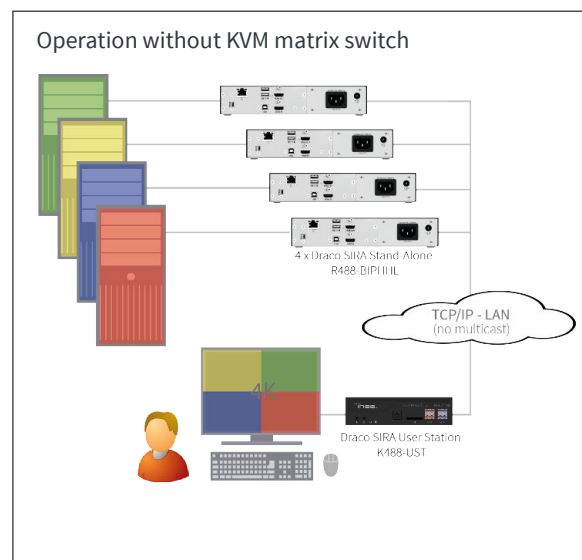 Operation without KVM matrix switch
4 x Draco SIRA Stand-Alone
R488-BIPHHL
TCP/IP - LAN
(no multicast)
4K
Draco SIRA User Station
K488-UST